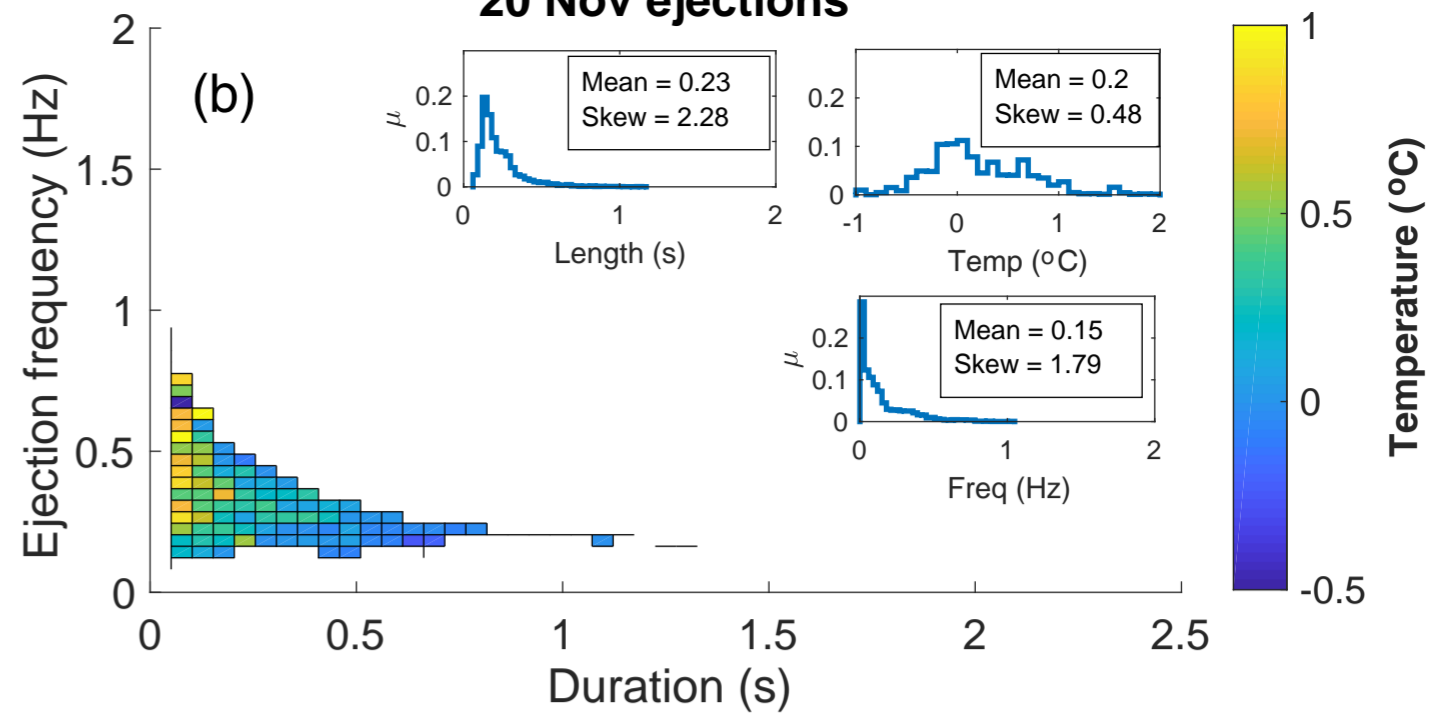 20 Nov ejections
(b)
Ejection frequency (Hz)
2
1.5
1
0.5
0
0
0.5
1
1.5
2
2.5
Duration (s)
μ
0.2
0.1
0
Mean = 0.23
Skew = 2.28
0
1
2
Length (s)
0.2
0.1
0
Mean = 0.2
Skew = 0.48
-1
0
1
2
Temp (°C)
μ
0.2
0.1
0
Mean = 0.15
Skew = 1.79
0
1
2
Freq (Hz)
1
0.5
0
-0.5
Temperature (°C)